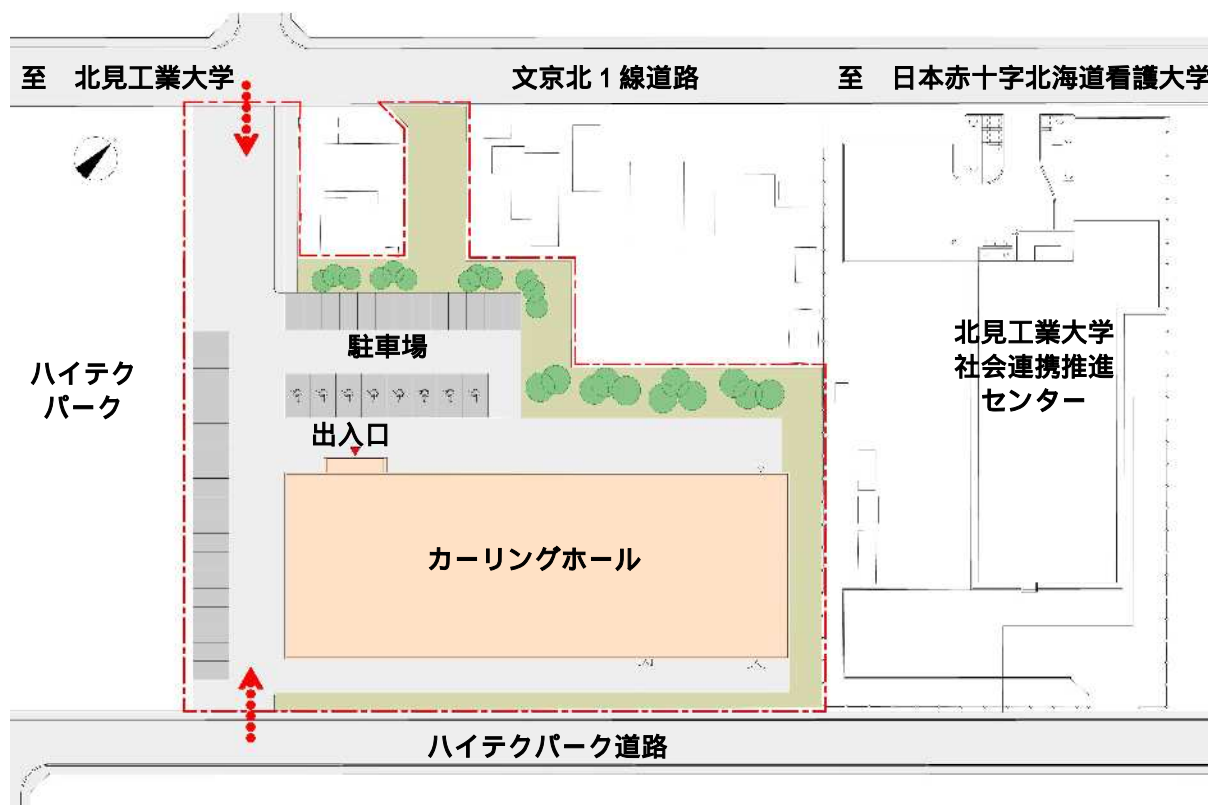 至　北見工業大学
文京北１線道路
至　日本赤十字北海道看護大学
ハイテク
パーク
駐車場
出入口
カーリングホール
北見工業大学
社会連携推進
センター
ハイテクパーク道路